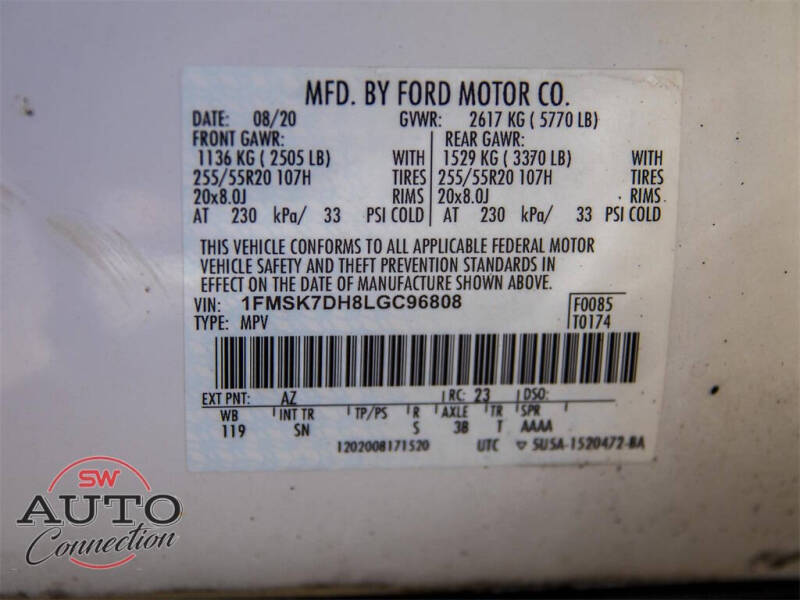 MFD. BY FORD MOTOR CO.
DATE: 08/20 GVWR: 2617 KG ( 5770 LB)
FRONT GAWR: REAR GAWR:
1136 KG ( 2505 LB) WITH 1529 KG ( 3370 LB) WITH
255/55R20 107H TIRES 255/55R20 107H TIRES
20x8.0J RIMS 20x8.0J RIMS
AT 230 kPa/ 33 PSI COLD AT 230 kPa/ 33 PSI COLD
THIS VEHICLE CONFORMS TO ALL APPLICABLE FEDERAL MOTOR
VEHICLE SAFETY AND THEFT PREVENTION STANDARDS IN
EFFECT ON THE DATE OF MANUFACTURE SHOWN ABOVE.
VIN: 1FMSK7DH8LGC96808 F0085
TYPE: MPV T0174
EXT PNT: AZ RC: 23 DSO:
WB INT TR TP/PS R AXLE TR SPR
119 SN S 3B T AAAA
1202008171520 UTC ▽ 5U5A-1520472-BA
SW
AUTO
Connection